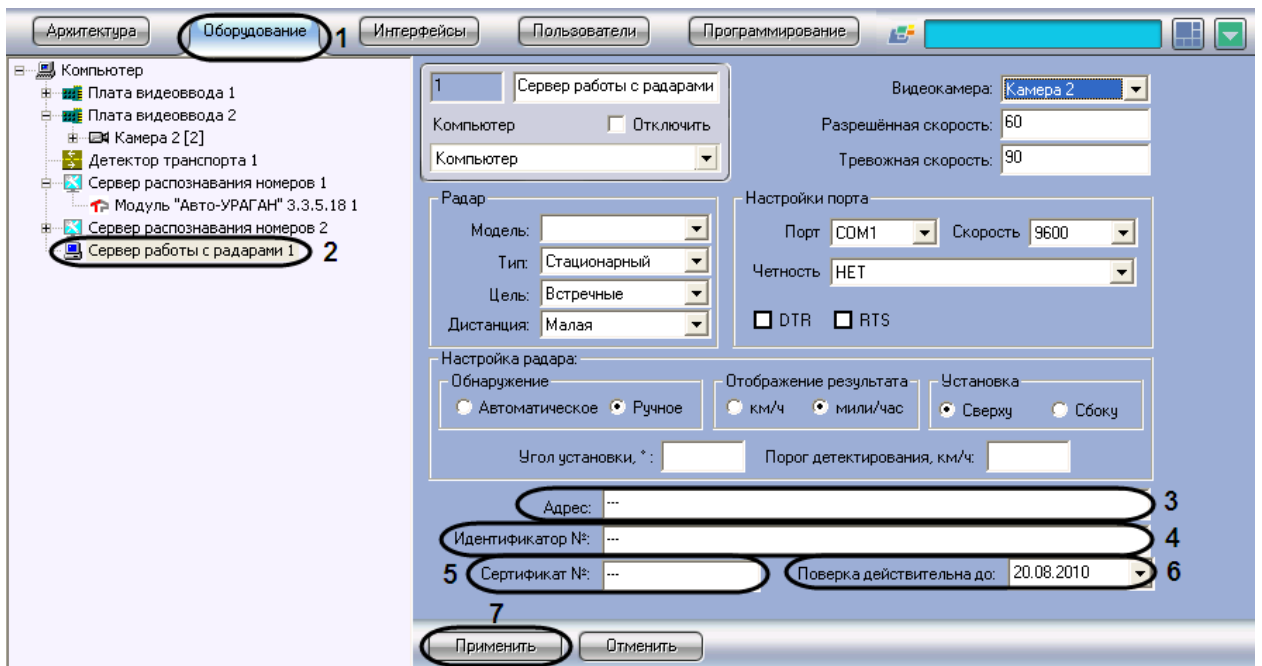 Архитектура Оборудование 1 Интерфейсы Пользователи Программирование
Компьютер
Плата видеоввода 1
Плата видеоввода 2
Камера 2 [2]
Детектор транспорта 1
Сервер распознавания номеров 1
Модуль "Авто-УРАГАН" 3.3.5.18 1
Сервер распознавания номеров 2
Сервер работы с радарами 1 2
1 Сервер работы с радарами
Компьютер Отключить
Компьютер
Видеокамера: Камера 2
Разрешённая скорость: 60
Тревожная скорость: 90
Радар
Модель:
Тип: Стационарный
Цель: Встречные
Дистанция: Малая
Настройки порта
Порт COM1 Скорость 9600
Четность НЕТ
DTR RTS
Настройка радара:
Обнаружение
Автоматическое Ручное
Отображение результата
км/ч мили/час
Установка
Сверху Сбоку
Угол установки, ° : Порог детектирования, км/ч:
Адрес: --- 3
Идентификатор №: --- 4
5 Сертификат №: --- Поверка действительна до: 20.08.2010 6
7
Применить Отменить